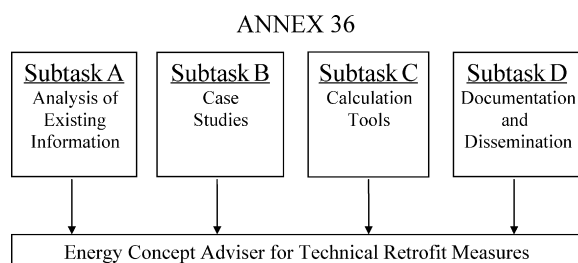 ANNEX 36
Subtask A
Analysis of
Existing
Information
Subtask B
Case
Studies
Subtask C
Calculation
Tools
Subtask D
Documentation
and
Dissemination
Energy Concept Adviser for Technical Retrofit Measures